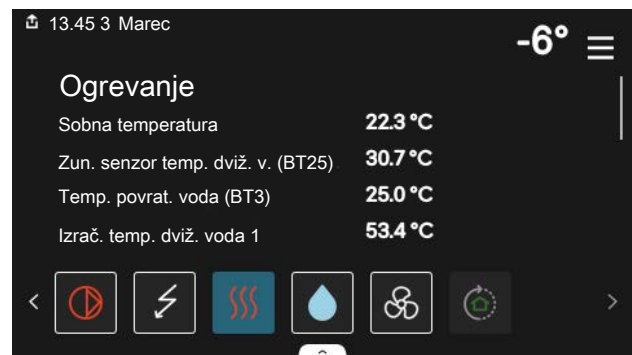 13.45 3 Marec
-6°
Ogrevanje
Sobna temperatura 22.3 °C
Zun. senzor temp. dviž. v. (BT25) 30.7 °C
Temp. povrat. voda (BT3) 25.0 °C
Izrač. temp. dviž. voda 1 53.4 °C